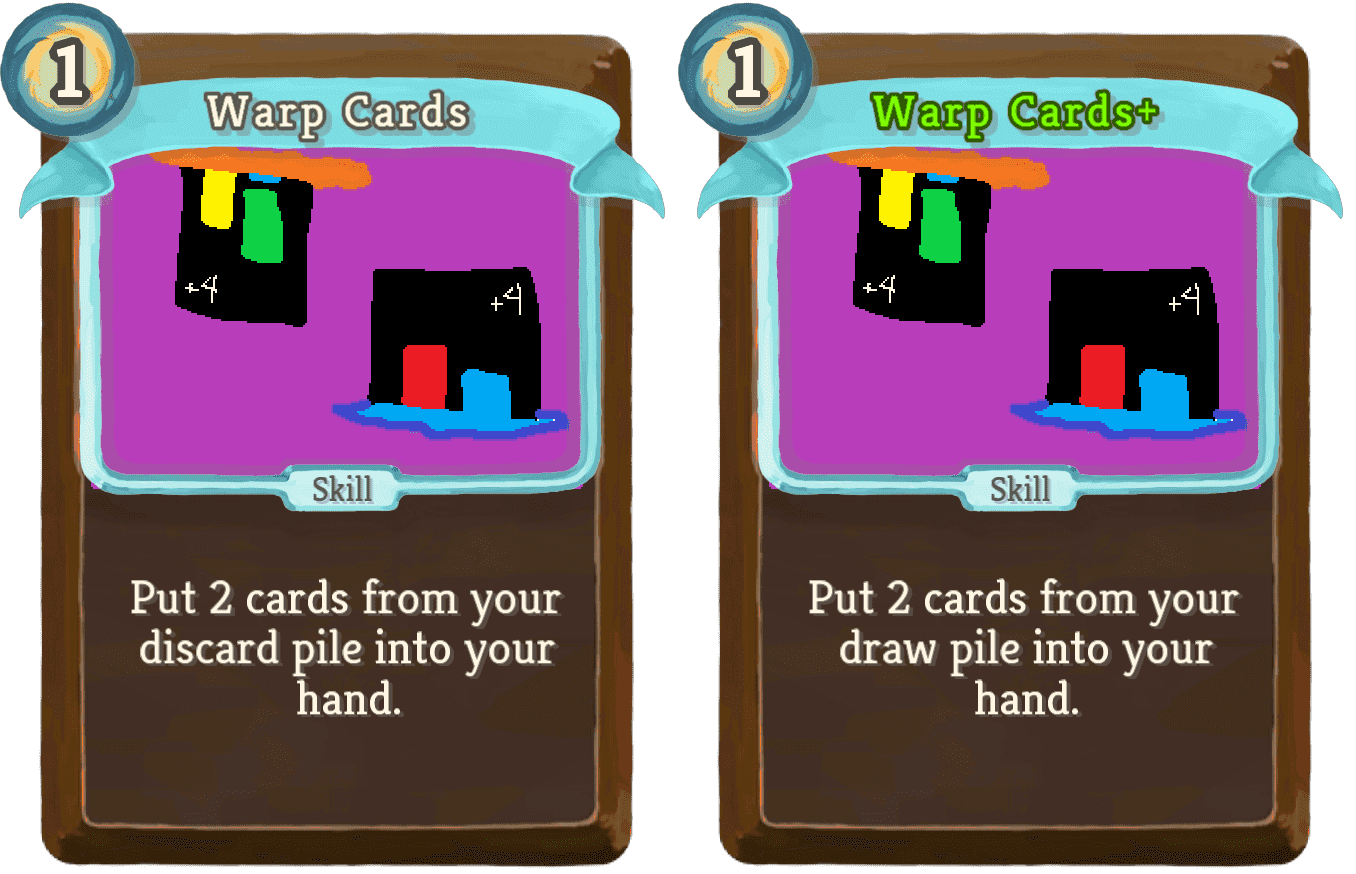 1
Warp Cards
+4
+4
Skill
Put 2 cards from your
discard pile into your
hand.
1
Warp Cards+
+4
+4
Skill
Put 2 cards from your
draw pile into your
hand.